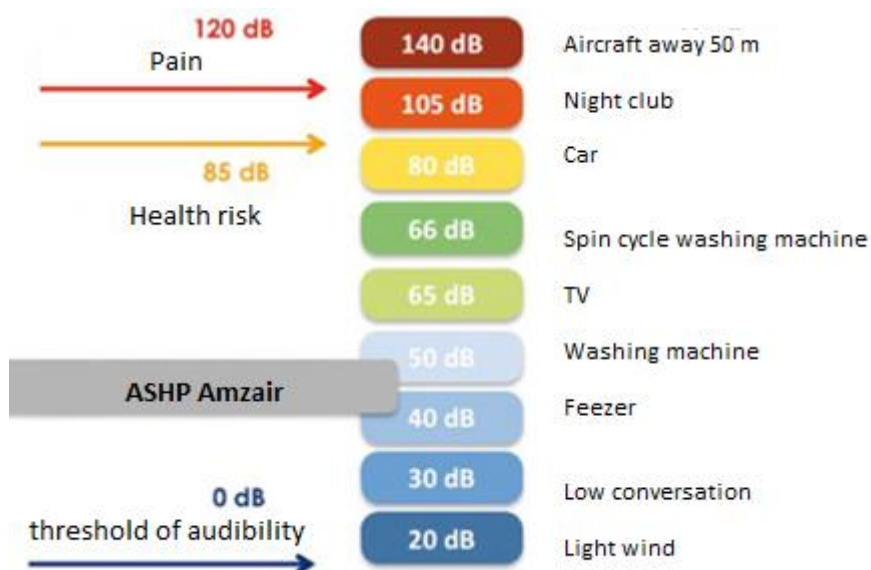 120 dB
Pain
140 dB
Aircraft away 50 m
105 dB
Night club
80 dB
Car
85 dB
Health risk
66 dB
Spin cycle washing machine
65 dB
TV
50 dB
Washing machine
ASHP Amzair
40 dB
Feezer
0 dB
30 dB
Low conversation
threshold of audibility
20 dB
Light wind